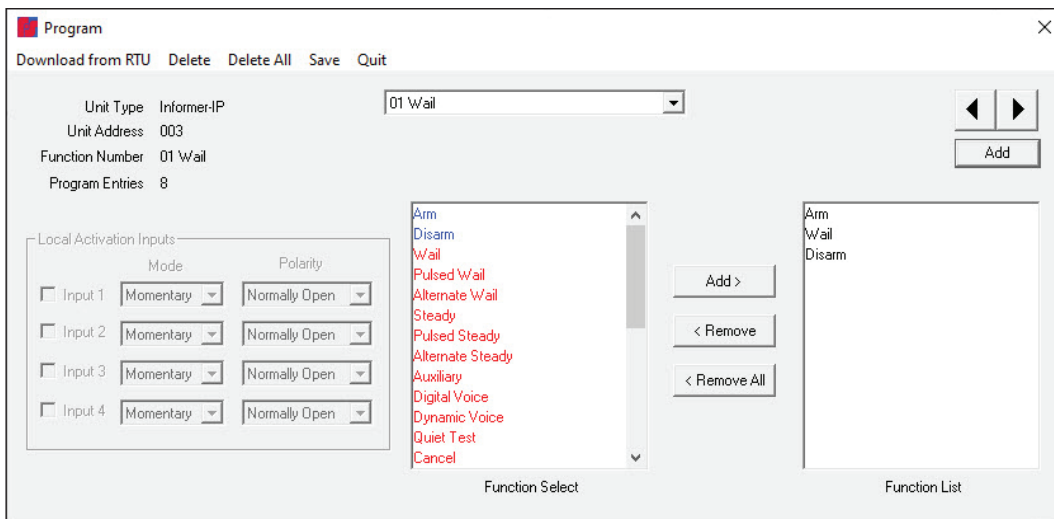 Program
Download from RTU Delete Delete All Save Quit
Unit Type Informer-IP
Unit Address 003
Function Number 01 Wail
Program Entries 8
01 Wail
Add
Local Activation Inputs
Mode Polarity
Input 1 Momentary Normally Open
Input 2 Momentary Normally Open
Input 3 Momentary Normally Open
Input 4 Momentary Normally Open
Arm
Disarm
Wail
Pulsed Wail
Alternate Wail
Steady
Pulsed Steady
Alternate Steady
Auxiliary
Digital Voice
Dynamic Voice
Quiet Test
Cancel
Function Select
Add >
< Remove
< Remove All
Arm
Wail
Disarm
Function List